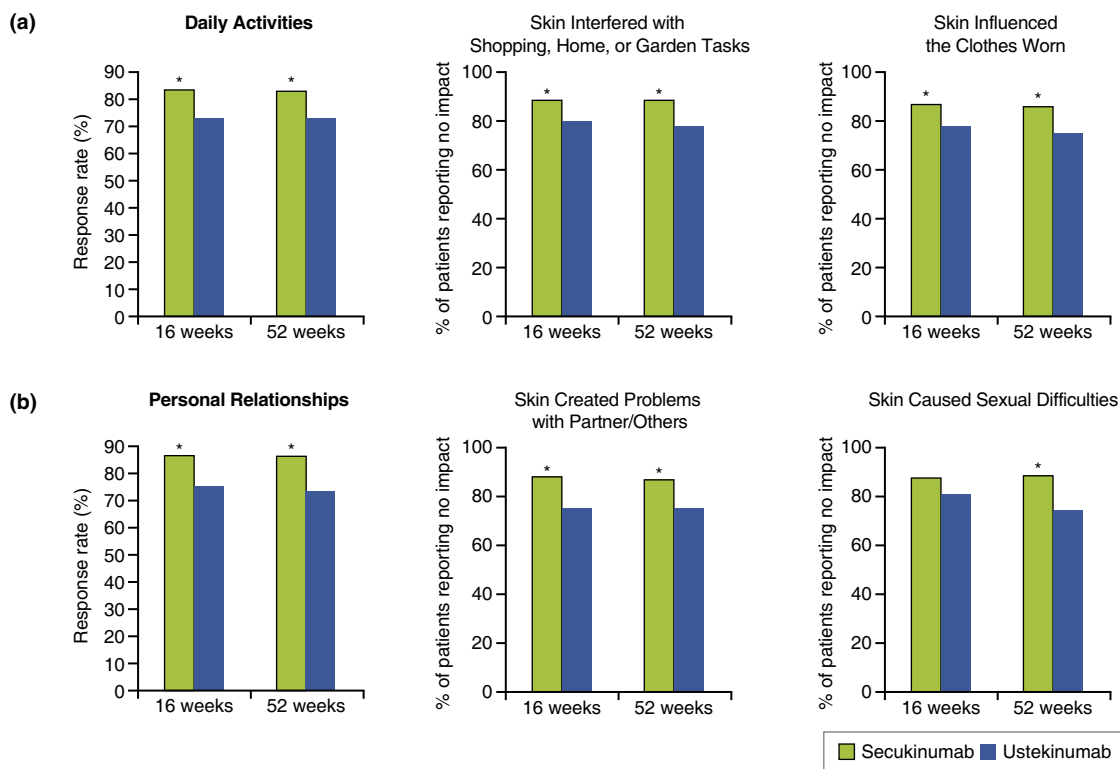 (a)
Daily Activities
Response rate (%)
90
80
70
60
50
40
30
20
10
0
*
*
16 weeks
52 weeks
Skin Interfered with
Shopping, Home, or Garden Tasks
% of patients reporting no impact
100
80
60
40
20
0
*
*
16 weeks
52 weeks
Skin Influenced
the Clothes Worn
% of patients reporting no impact
100
80
60
40
20
0
*
*
16 weeks
52 weeks
(b)
Personal Relationships
Response rate (%)
90
80
70
60
50
40
30
20
10
0
*
*
16 weeks
52 weeks
Skin Created Problems
with Partner/Others
% of patients reporting no impact
100
80
60
40
20
0
*
*
16 weeks
52 weeks
Skin Caused Sexual Difficulties
% of patients reporting no impact
100
80
60
40
20
0
*
16 weeks
52 weeks
Secukinumab
Ustekinumab